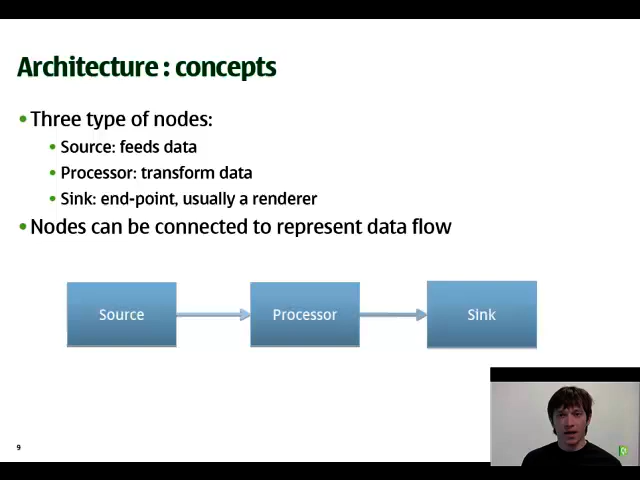 Architecture : concepts
•Three type of nodes:
• Source: feeds data
• Processor: transform data
• Sink: end-point, usually a renderer
•Nodes can be connected to represent data flow
Source
Processor
Sink
9